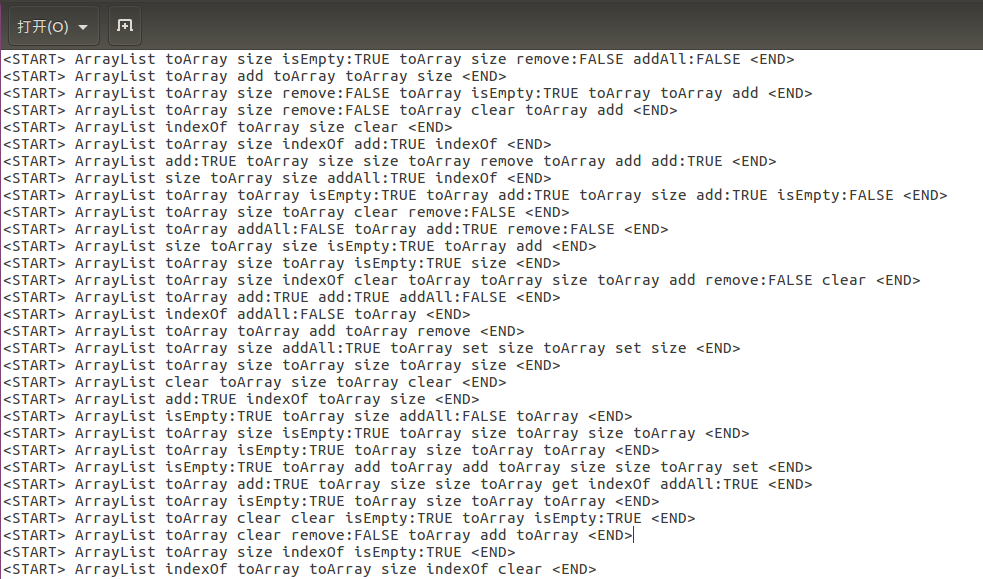 打开(O)
<START> ArrayList toArray size isEmpty:TRUE toArray size remove:FALSE addAll:FALSE <END>
<START> ArrayList toArray add toArray toArray size <END>
<START> ArrayList toArray size remove:FALSE toArray isEmpty:TRUE toArray toArray add <END>
<START> ArrayList toArray size remove:FALSE toArray clear toArray add <END>
<START> ArrayList indexOf toArray size clear <END>
<START> ArrayList toArray size indexOf add:TRUE indexOf <END>
<START> ArrayList add:TRUE toArray size size toArray remove toArray add add:TRUE <END>
<START> ArrayList size toArray size addAll:TRUE indexOf <END>
<START> ArrayList toArray toArray isEmpty:TRUE toArray add:TRUE toArray size add:TRUE isEmpty:FALSE <END>
<START> ArrayList toArray size toArray clear remove:FALSE <END>
<START> ArrayList toArray addAll:FALSE toArray add:TRUE remove:FALSE <END>
<START> ArrayList size toArray size isEmpty:TRUE toArray add <END>
<START> ArrayList toArray size toArray isEmpty:TRUE size <END>
<START> ArrayList toArray size indexOf clear toArray toArray size toArray add remove:FALSE clear <END>
<START> ArrayList toArray add:TRUE add:TRUE addAll:FALSE <END>
<START> ArrayList indexOf addAll:FALSE toArray <END>
<START> ArrayList toArray toArray add toArray remove <END>
<START> ArrayList toArray size addAll:TRUE toArray set size toArray set size <END>
<START> ArrayList toArray size toArray size toArray size <END>
<START> ArrayList clear toArray size toArray clear <END>
<START> ArrayList add:TRUE indexOf toArray size <END>
<START> ArrayList isEmpty:TRUE toArray size addAll:FALSE toArray <END>
<START> ArrayList toArray size isEmpty:TRUE toArray size toArray size toArray <END>
<START> ArrayList toArray isEmpty:TRUE toArray size toArray toArray <END>
<START> ArrayList isEmpty:TRUE toArray add toArray add toArray size size toArray set <END>
<START> ArrayList toArray add:TRUE toArray size size toArray get indexOf addAll:TRUE <END>
<START> ArrayList toArray isEmpty:TRUE toArray size toArray toArray <END>
<START> ArrayList toArray clear clear isEmpty:TRUE toArray isEmpty:TRUE <END>
<START> ArrayList toArray clear remove:FALSE toArray add toArray <END>
<START> ArrayList toArray size indexOf isEmpty:TRUE <END>
<START> ArrayList indexOf toArray toArray size indexOf clear <END>